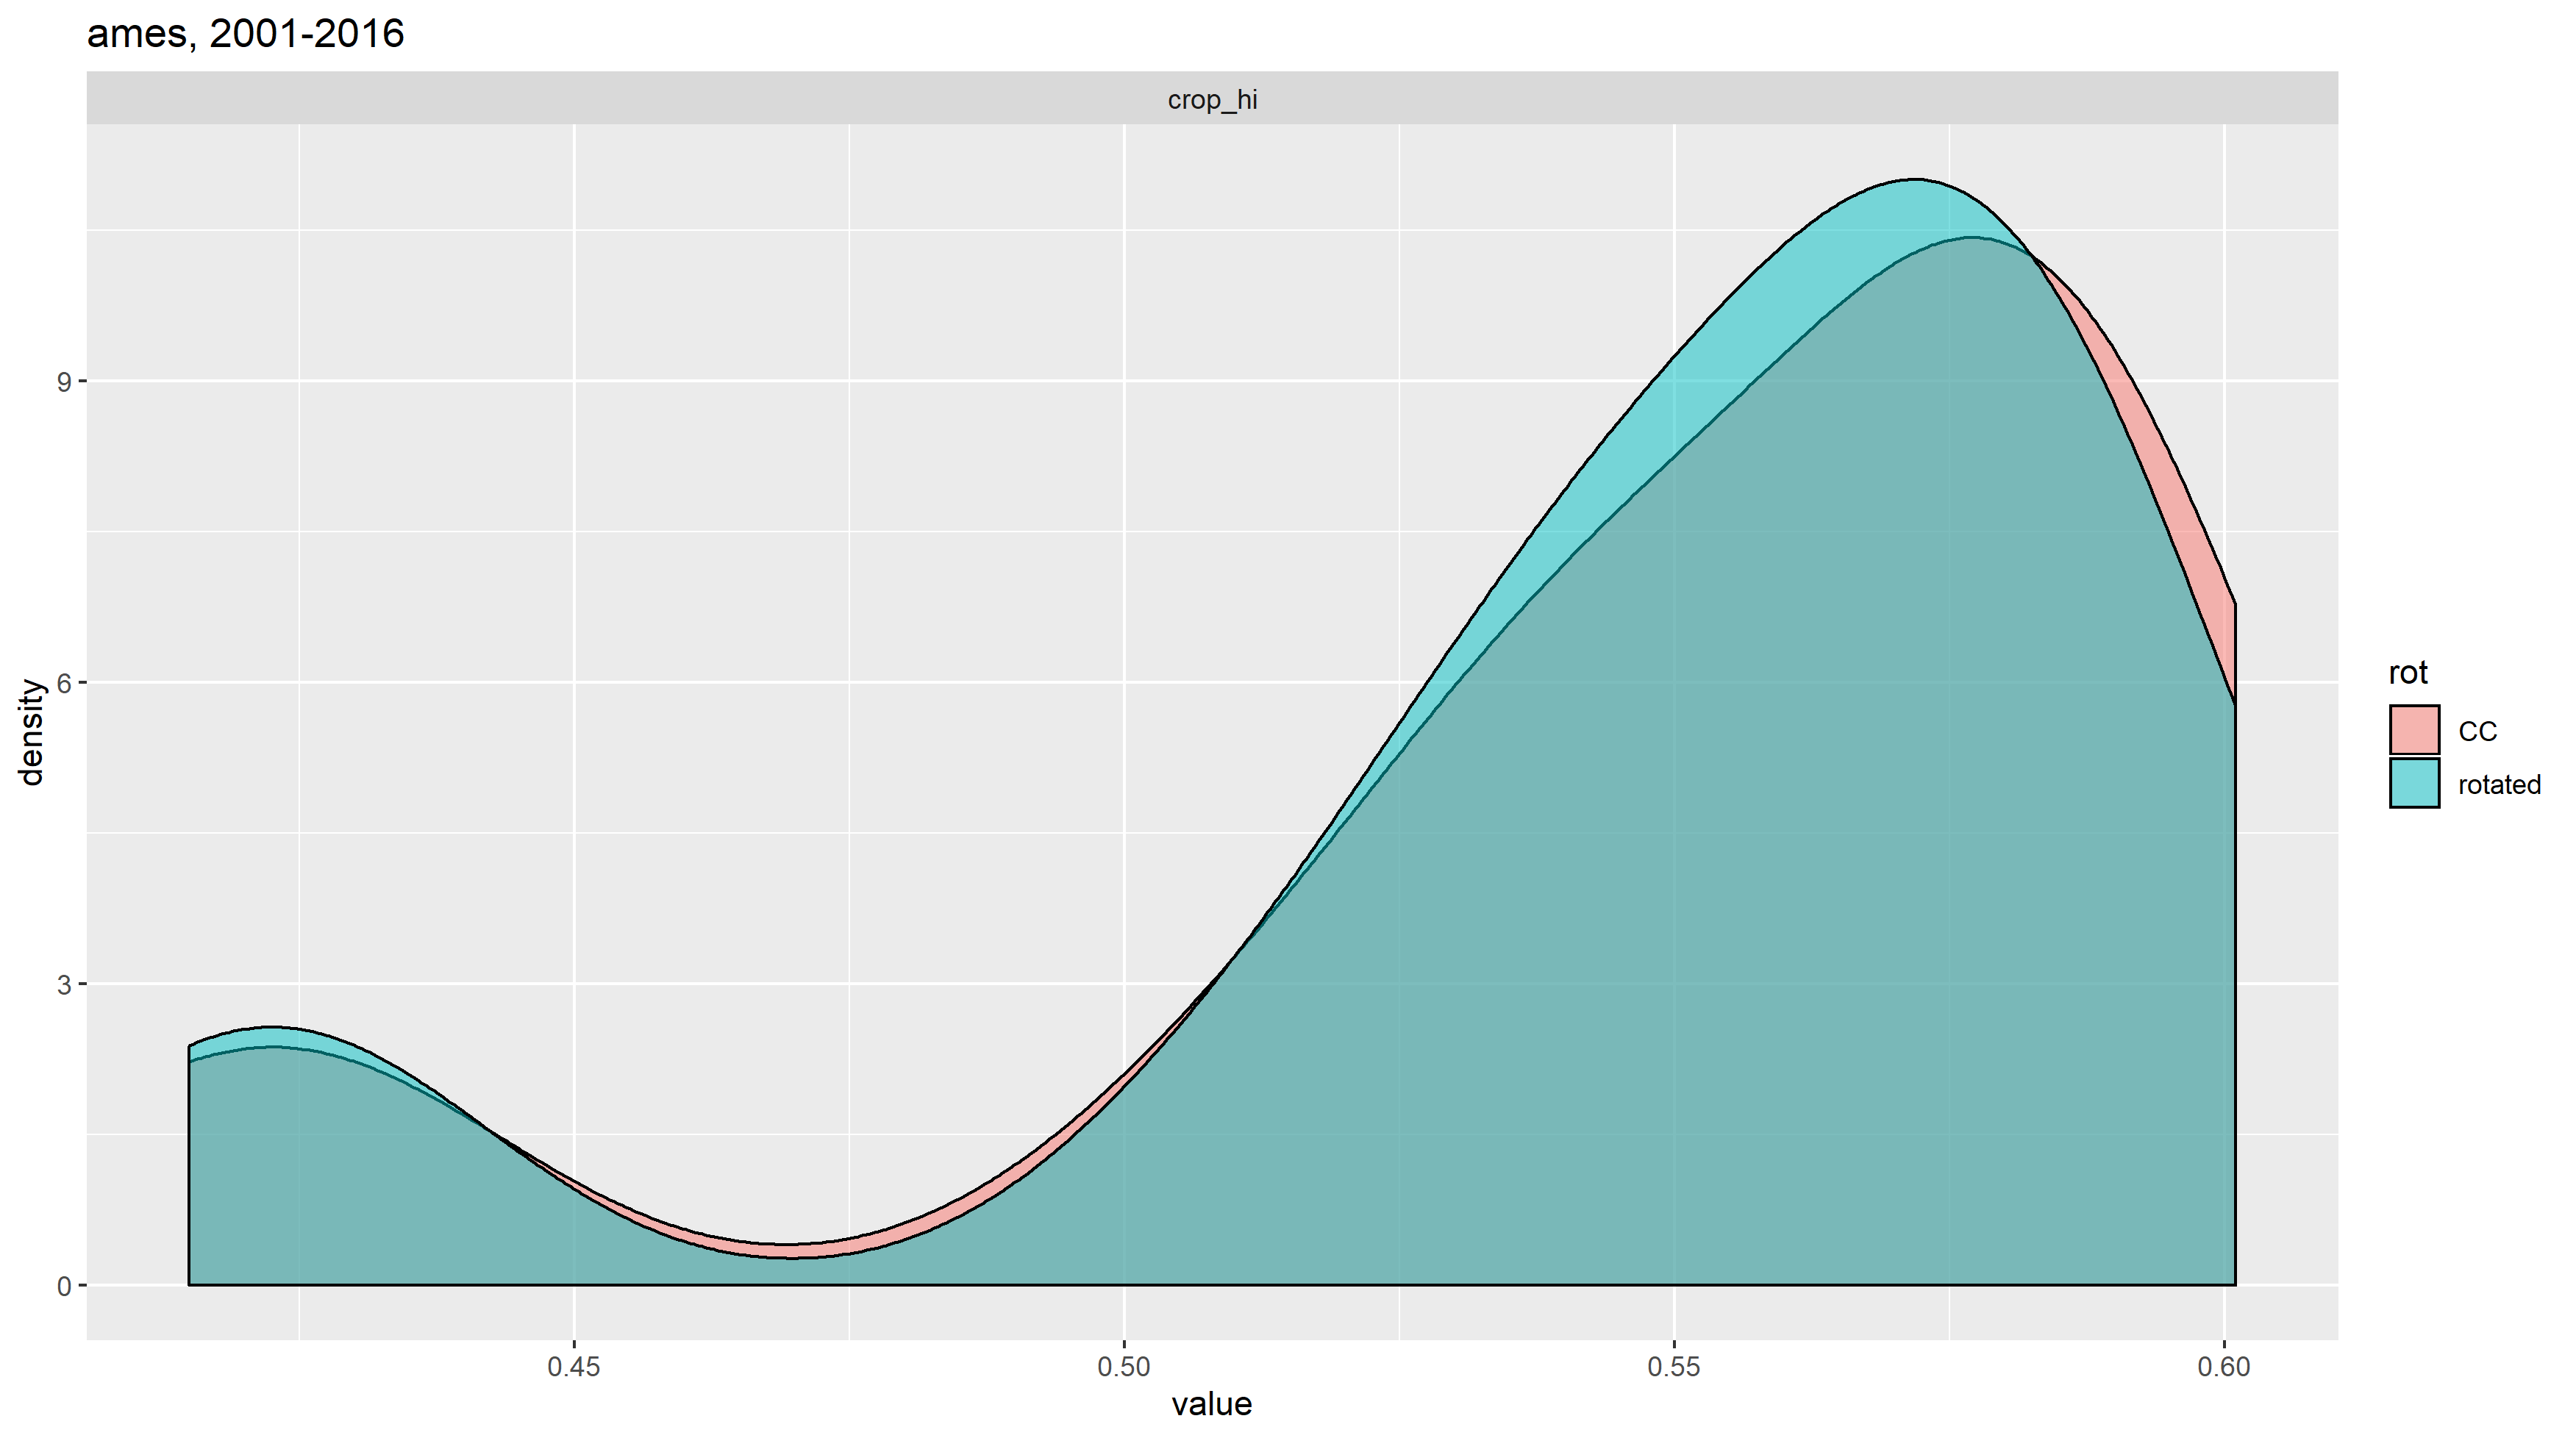 ames, 2001-2016
crop_hi
density
9
6
3
0
0.45
0.50
0.55
0.60
value
rot
CC
rotated